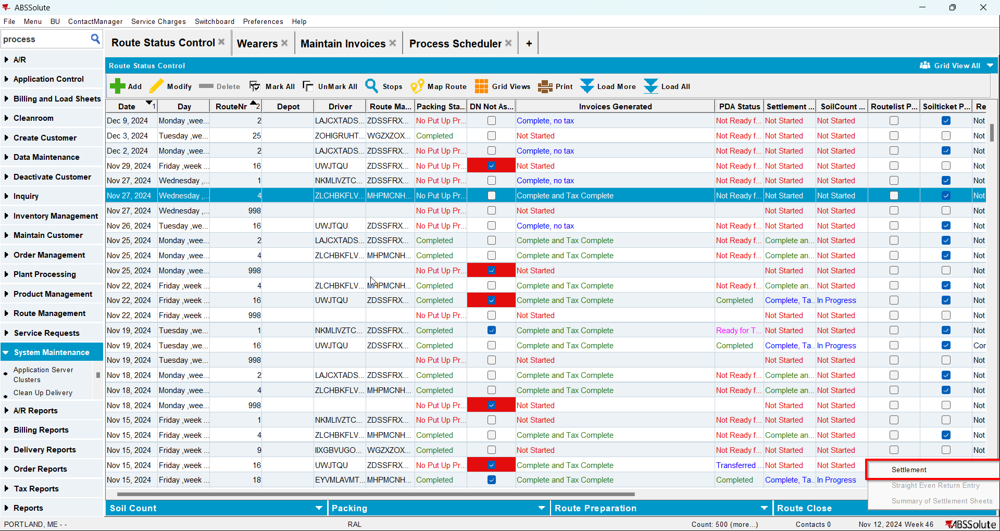 ABSSolute
File Menu BU ContactManager Service Charges Switchboard Preferences Help
process
Route Status Control Wearers Maintain Invoices Process Scheduler +
Route Status Control Grid View All
Add Modify Delete Mark All UnMark All Stops Map Route Grid Views Print Load More Load All
A/R
Application Control
Billing and Load Sheets
Cleanroom
Create Customer
Data Maintenance
Deactivate Customer
Inquiry
Inventory Management
Maintain Customer
Order Management
Plant Processing
Product Management
Route Management
Service Requests
System Maintenance
Application Server
Clusters
Clean Up Delivery
A/R Reports
Billing Reports
Delivery Reports
Order Reports
Tax Reports
Reports
Date 1 Day RouteNr 2 Depot Driver Route Ma... Packing Sta... DN Not As... Invoices Generated PDA Status Settlement ... SoilCount ... Routelist P... Soilticket P... Re
Dec 9, 2024 Monday ,wee... 2 LAJCXTADS... ZDSSFRX... No Put Up Pr... Complete, no tax Not Ready f... Not Started Not Started Not
Dec 3, 2024 Tuesday ,we... 25 ZOHIGRUHT... WGZXZOX... Completed Not Started Not Ready f... Not Started Not Started Not
Dec 2, 2024 Monday ,wee... 2 LAJCXTADS... ZDSSFRX... No Put Up Pr... Complete, no tax Not Ready f... Not Started Not Started Not
Nov 29, 2024 Friday ,week ... 16 UWJTQU ZDSSFRX... No Put Up Pr... Not Started Not Ready f... Not Started Not Started Not
Nov 27, 2024 Wednesday ,... 1 NKMLIVZTC... ZDSSFRX... No Put Up Pr... Complete, no tax Not Ready f... Not Started Not Started Not
Nov 27, 2024 Wednesday ,... 4 ZLCHBKFLV... MHPMCNH... No Put Up Pr... Complete and Tax Complete Not Ready f... Not Started Not Started Not
Nov 27, 2024 Wednesday ,... 998 No Put Up Pr... Not Started Not Started Not Started Not
Nov 26, 2024 Tuesday ,we... 16 UWJTQU ZDSSFRX... No Put Up Pr... Complete, no tax Not Ready f... Not Started Not Started Not
Nov 25, 2024 Monday ,wee... 2 LAJCXTADS... ZDSSFRX... Completed Complete and Tax Complete Not Ready f... Complete an... Not Started Not
Nov 25, 2024 Monday ,wee... 4 ZLCHBKFLV... MHPMCNH... Completed Complete and Tax Complete Not Ready f... Complete an... Not Started Not
Nov 25, 2024 Monday ,wee... 998 No Put Up Pr... Not Started Not Started Not Started Not
Nov 22, 2024 Friday ,week ... 4 ZLCHBKFLV... MHPMCNH... Completed Complete and Tax Complete Not Ready f... Complete an... Not Started Not
Nov 22, 2024 Friday ,week ... 16 UWJTQU ZDSSFRX... Completed Complete and Tax Complete Completed Complete, Ta... In Progress Not
Nov 22, 2024 Friday ,week ... 998 No Put Up Pr... Not Started Not Started Not Started Not
Nov 19, 2024 Tuesday ,we... 1 NKMLIVZTC... ZDSSFRX... Completed Complete and Tax Complete Ready for T... Not Started Not Started Not
Nov 19, 2024 Tuesday ,we... 16 UWJTQU ZDSSFRX... Completed Complete and Tax Complete Completed Complete, Ta... In Progress Cor
Nov 19, 2024 Tuesday ,we... 998 No Put Up Pr... Not Started Not Started Not Started Not
Nov 18, 2024 Monday ,wee... 2 LAJCXTADS... ZDSSFRX... Completed Complete and Tax Complete Not Ready f... Complete an... Not Started Not
Nov 18, 2024 Monday ,wee... 4 ZLCHBKFLV... MHPMCNH... Completed Complete and Tax Complete Not Ready f... Complete an... Not Started Not
Nov 18, 2024 Monday ,wee... 998 No Put Up Pr... Not Started Not Started Not Started Not
Nov 15, 2024 Friday ,week ... 1 NKMLIVZTC... ZDSSFRX... No Put Up Pr... Not Started Not Ready f... Not Started Not Started Not
Nov 15, 2024 Friday ,week ... 4 ZLCHBKFLV... MHPMCNH... Completed Complete and Tax Complete Not Ready f... Complete an... Not Started Not
Nov 15, 2024 Friday ,week ... 9 IIXGBVUGO... WGZXZOX... Completed Not Started Not Ready f... Not Started Not Started Not
Nov 15, 2024 Friday ,week ... 16 UWJTQU ZDSSFRX... No Put Up Pr... Complete and Tax Complete Transferred ... Not Started Not Started
Nov 15, 2024 Friday ,week ... 18 EYVMLAVMT... MHPMCNH... Completed Complete and Tax Complete Completed Complete, Ta... In Progress
Settlement
Straight Even Return Entry
Summary of Settlement Sheets
Soil Count Packing Route Preparation Route Close
PORTLAND, ME - - RAL Count: 500 (more...) Contacts 0 Nov 12, 2024 Week 46 ABSSolute